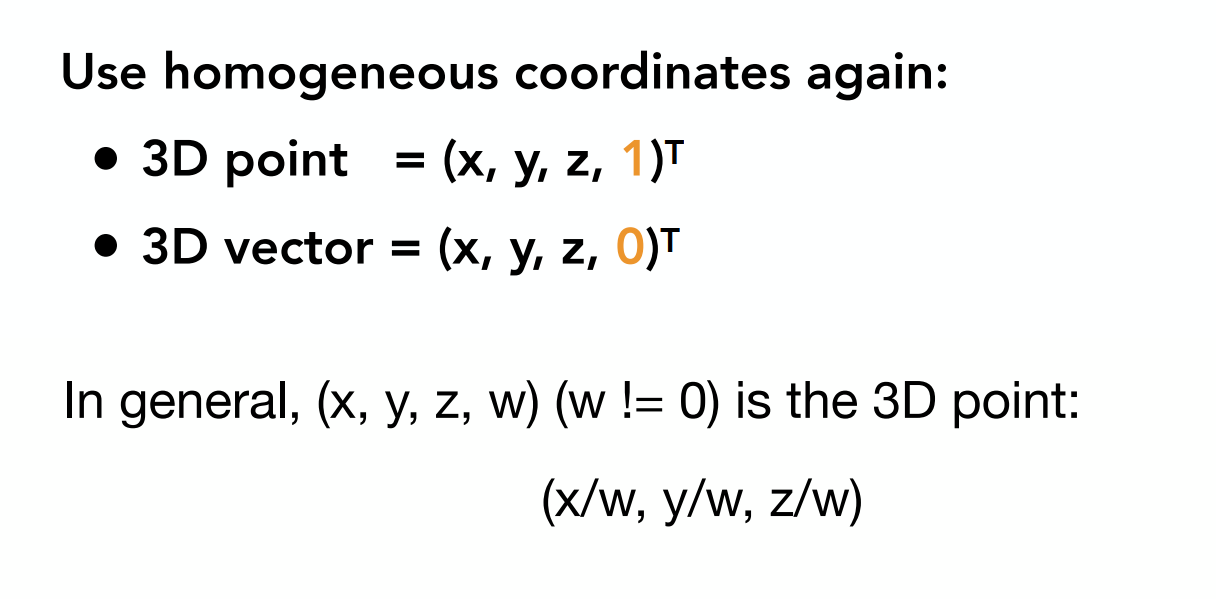 Use homogeneous coordinates again:
• 3D point = (x, y, z, 1)ᵀ
• 3D vector = (x, y, z, 0)ᵀ
In general, (x, y, z, w) (w != 0) is the 3D point:
(x/w, y/w, z/w)